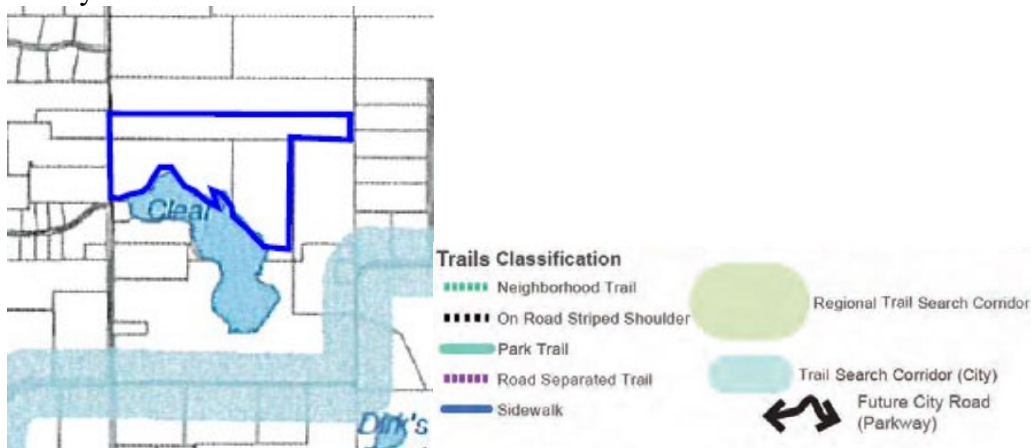 Cleal
Dirk's
Trails Classification
Neighborhood Trail
On Road Striped Shoulder
Park Trail
Road Separated Trail
Sidewalk
Regional Trail Search Corridor
Trail Search Corridor (City)
Future City Road
(Parkway)